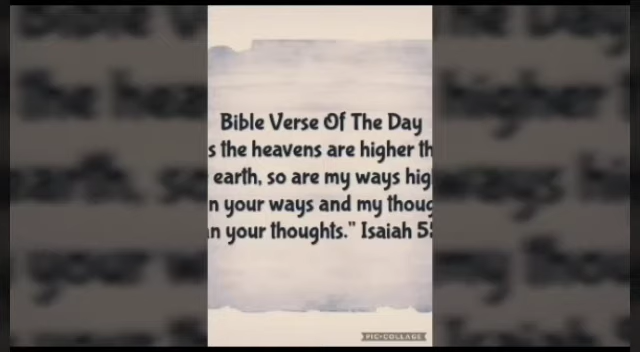 Bible Verse Of The Day
s the heavens are higher th
earth, so are my ways hig
n your ways and my thoug
n your thoughts." Isaiah 5
PIC•COLLAGE